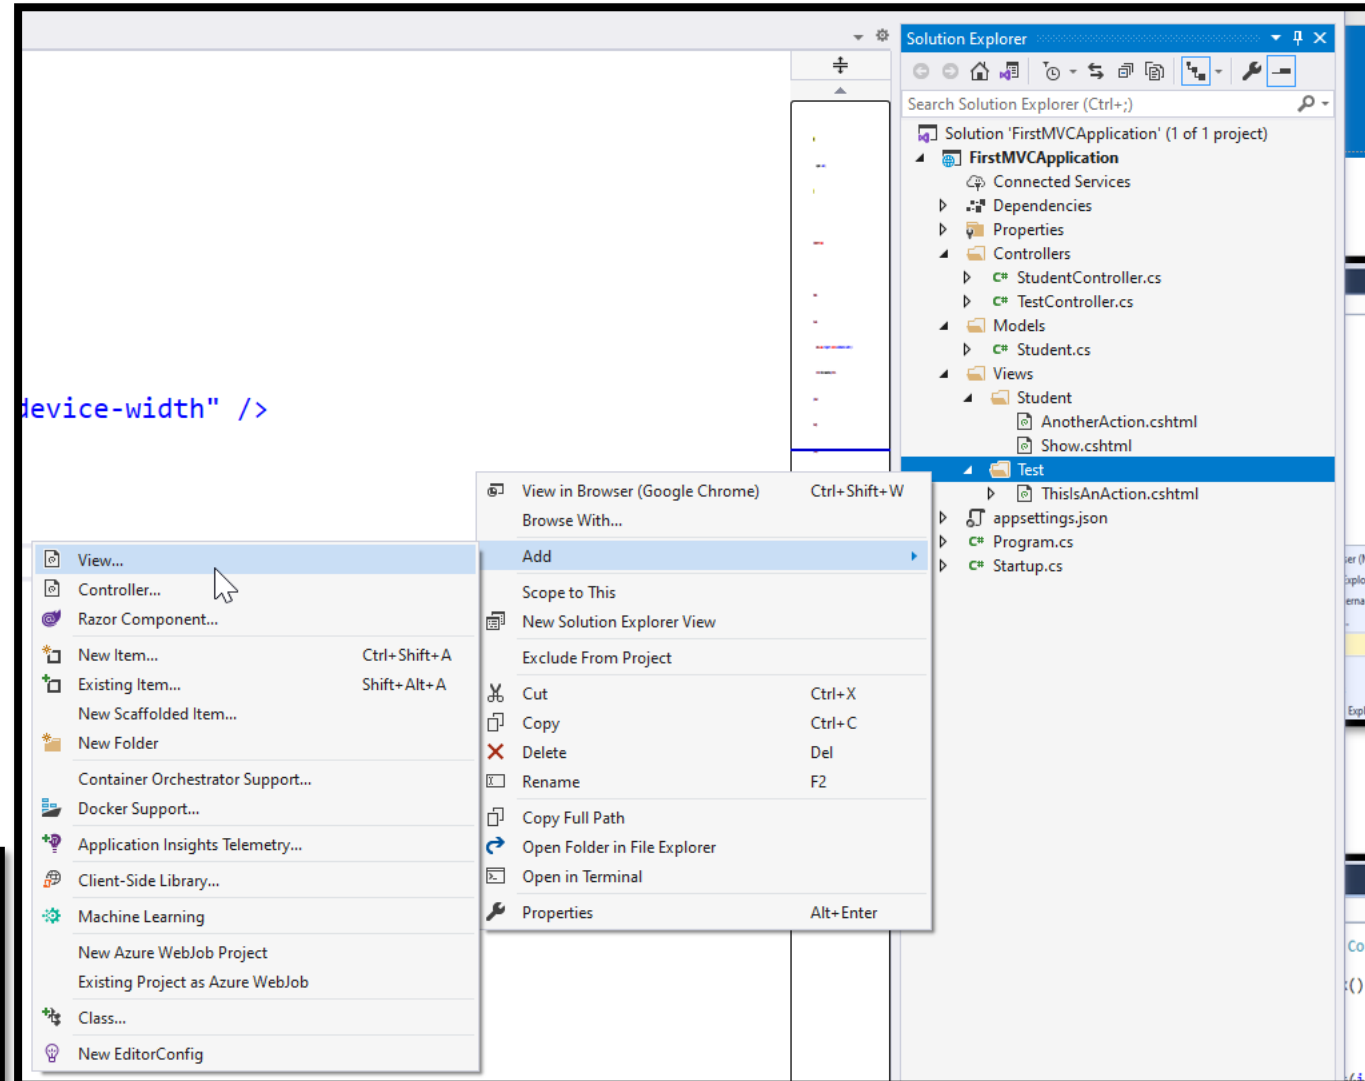 Solution Explorer
Search Solution Explorer (Ctrl+;)
Solution 'FirstMVCApplication' (1 of 1 project)
FirstMVCApplication
Connected Services
Dependencies
Properties
Controllers
C# StudentController.cs
C# TestController.cs
Models
C# Student.cs
Views
Student
AnotherAction.cshtml
Show.cshtml
Test
ThisIsAnAction.cshtml
appsettings.json
C# Program.cs
C# Startup.cs
device-width" />
View in Browser (Google Chrome) Ctrl+Shift+W
Browse With...
Add
Scope to This
New Solution Explorer View
Exclude From Project
Cut Ctrl+X
Copy Ctrl+C
Delete Del
Rename F2
Copy Full Path
Open Folder in File Explorer
Open in Terminal
Properties Alt+Enter
View...
Controller...
Razor Component...
New Item... Ctrl+Shift+A
Existing Item... Shift+Alt+A
New Scaffolded Item...
New Folder
Container Orchestrator Support...
Docker Support...
Application Insights Telemetry...
Client-Side Library...
Machine Learning
New Azure WebJob Project
Existing Project as Azure WebJob
Class...
New EditorConfig